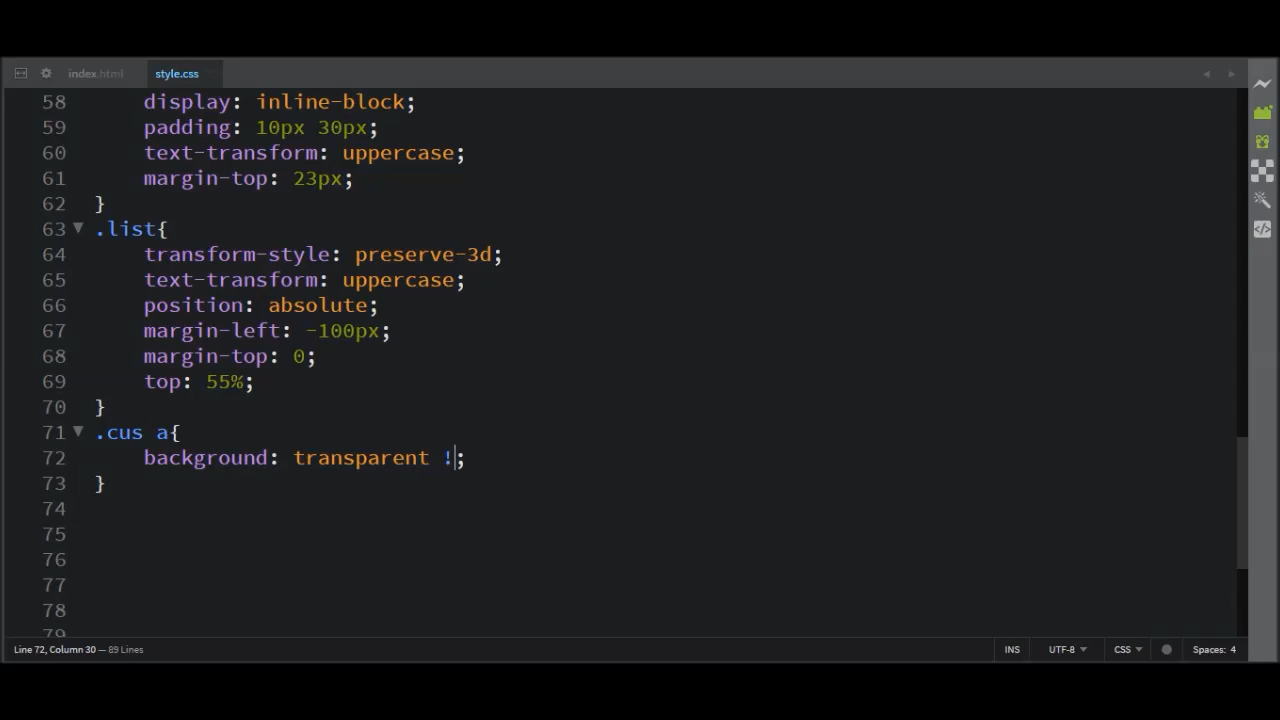 index.html style.css
58 display: inline-block;
59 padding: 10px 30px;
60 text-transform: uppercase;
61 margin-top: 23px;
62 }
63 .list{
64 transform-style: preserve-3d;
65 text-transform: uppercase;
66 position: absolute;
67 margin-left: -100px;
68 margin-top: 0;
69 top: 55%;
70 }
71 .cus a{
72 background: transparent !;
73 }
74
75
76
77
78
79
Line 72, Column 30 — 89 Lines INS UTF-8 CSS Spaces: 4